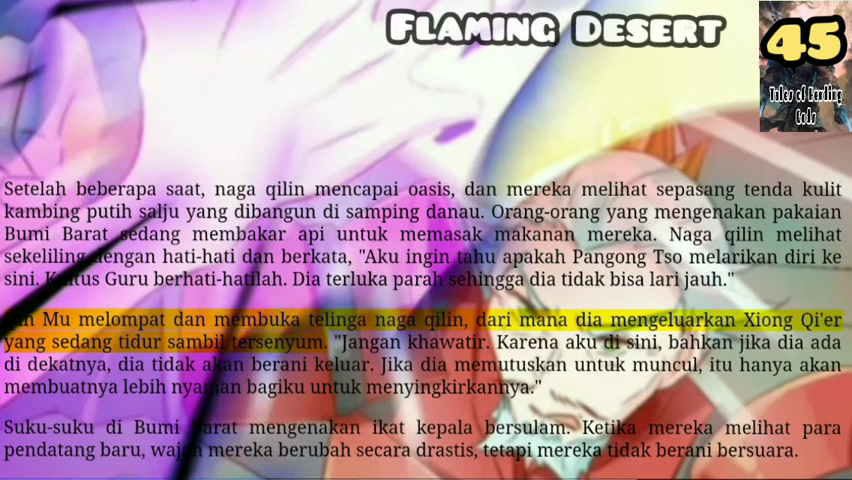 Flaming Desert
45
Tales of Herding
Gods
Setelah beberapa saat, naga qilin mencapai oasis, dan mereka melihat sepasang tenda kulit
kambing putih salju yang dibangun di samping danau. Orang-orang yang mengenakan pakaian
Bumi Barat sedang membakar api untuk memasak makanan mereka. Naga qilin melihat
sekeliling dengan hati-hati dan berkata, "Aku ingin tahu apakah Pangong Tso melarikan diri ke
sini. Kultus Guru berhati-hatilah. Dia terluka parah sehingga dia tidak bisa lari jauh."
Mu melompat dan membuka telinga naga qilin, dari mana dia mengeluarkan Xiong Qi'er
yang sedang tidur sambil tersenyum. "Jangan khawatir. Karena aku di sini, bahkan jika dia ada
di dekatnya, dia tidak akan berani keluar. Jika dia memutuskan untuk muncul, itu hanya akan
membuatnya lebih nyaman bagiku untuk menyingkirkannya."
Suku-suku di Bumi Barat mengenakan ikat kepala bersulam. Ketika mereka melihat para
pendatang baru, wajah mereka berubah secara drastis, tetapi mereka tidak berani bersuara.